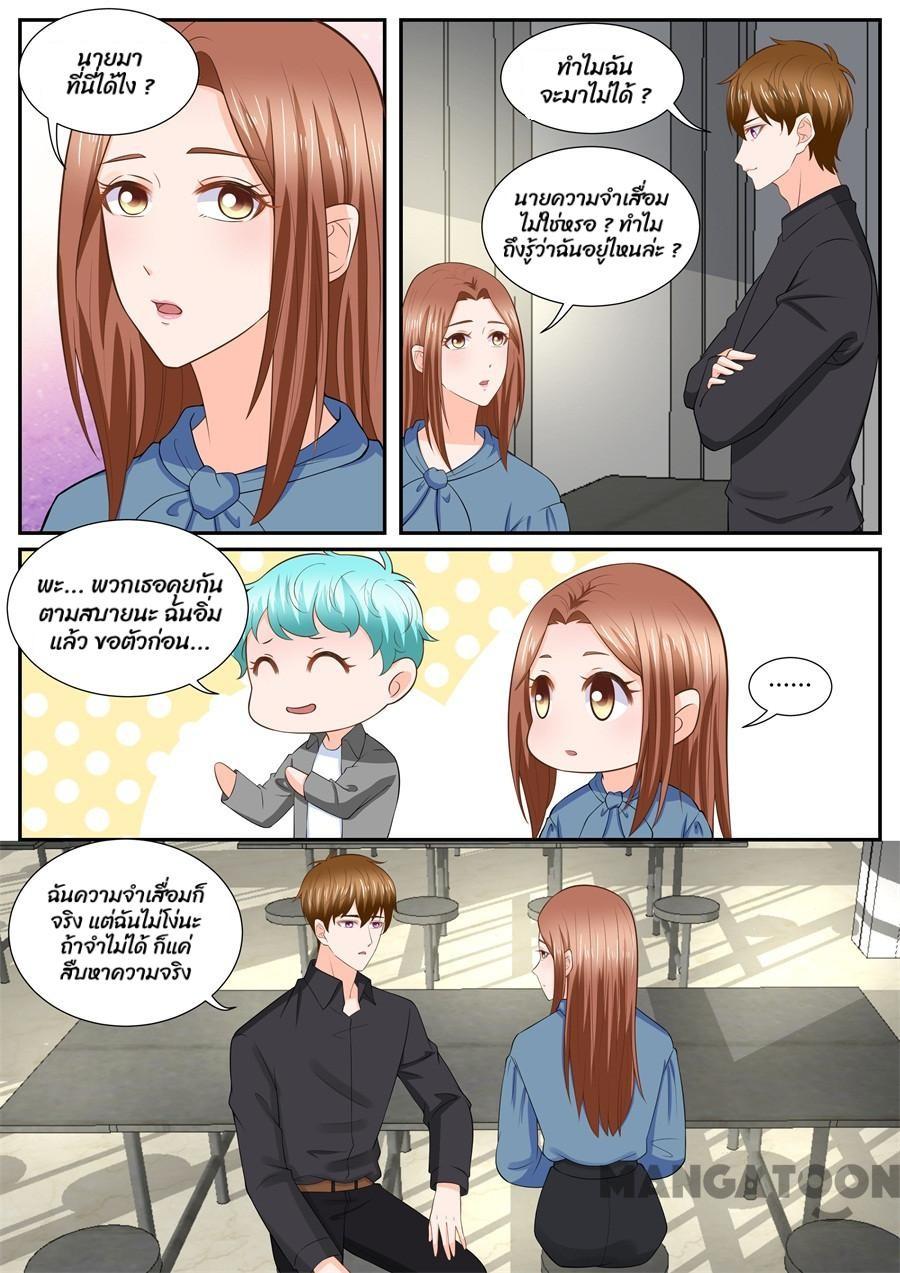 นายมา
ที่นี่ได้ไง ?
ทำไมฉัน
จะมาไม่ได้ ?
นายความจำเสื่อม
ไม่ใช่หรอ ? ทำไม
ถึงรู้ว่าฉันอยู่ไหนล่ะ ?
พะ... พวกเธอคุยกัน
ตามสบายนะ ฉันอิ่ม
แล้ว ขอตัวก่อน...
......
ฉันความจำเสื่อมก็
จริง แต่ฉันไม่โง่นะ
ถ้าจำไม่ได้ ก็แค่
สืบหาความจริง
MANGATOON